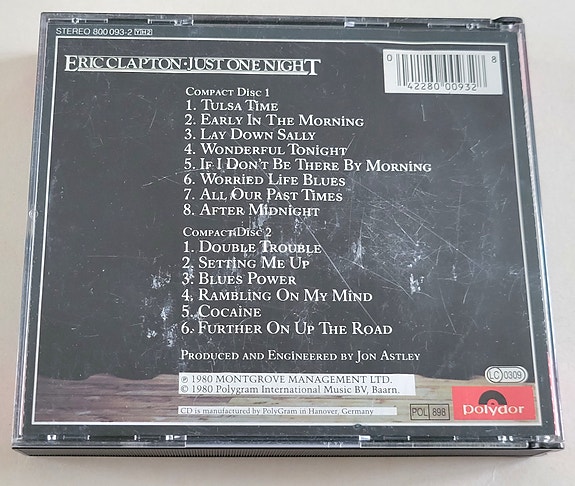 STEREO 800 093-2 YH2
ERIC CLAPTON·JUST ONE NIGHT
0 42280 00932 8
COMPACT DISC 1
1. TULSA TIME
2. EARLY IN THE MORNING
3. LAY DOWN SALLY
4. WONDERFUL TONIGHT
5. IF I DON'T BE THERE BY MORNING
6. WORRIED LIFE BLUES
7. ALL OUR PAST TIMES
8. AFTER MIDNIGHT
COMPACT DISC 2
1. DOUBLE TROUBLE
2. SETTING ME UP
3. BLUES POWER
4. RAMBLING ON MY MIND
5. COCAINE
6. FURTHER ON UP THE ROAD
PRODUCED AND ENGINEERED BY JON ASTLEY
℗ 1980 MONTGROVE MANAGEMENT LTD.
© 1980 Polygram International Music BV, Baarn.
LC 0309
CD is manufactured by PolyGram in Hanover, Germany
POL 898
polydor